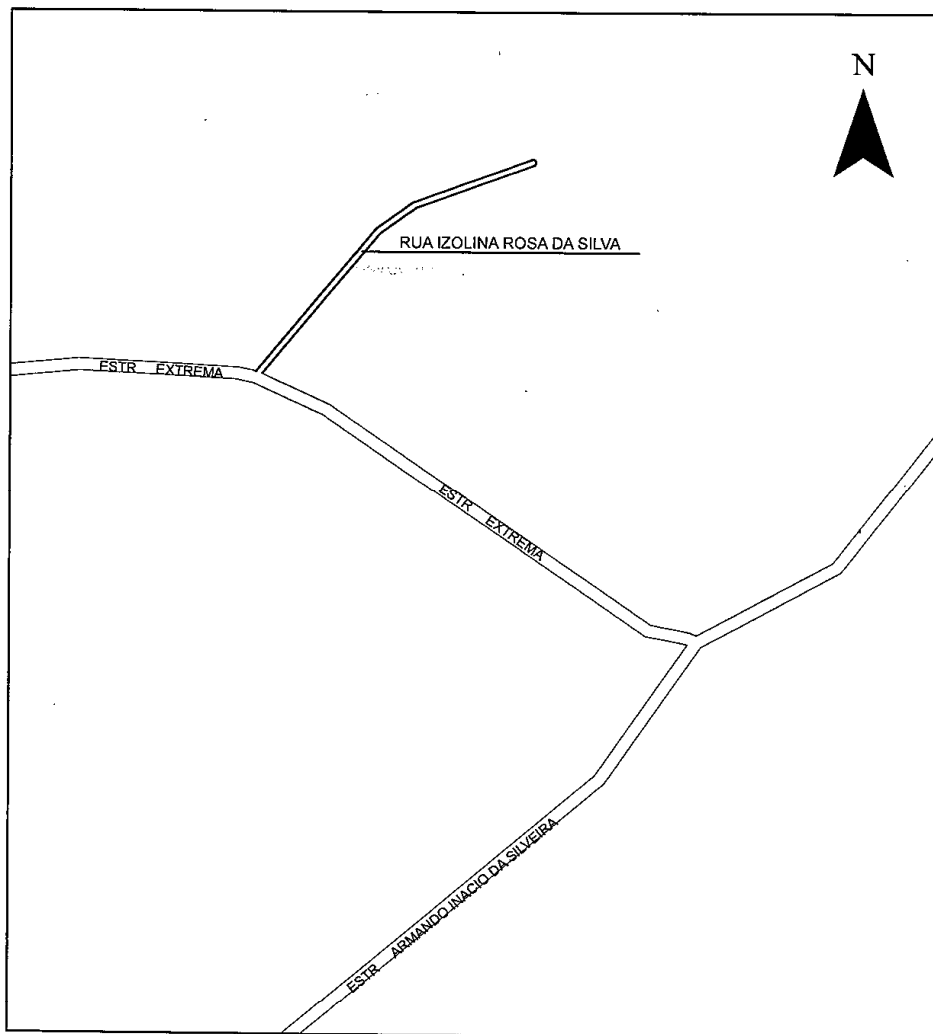 N
RUA IZOLINA ROSA DA SILVA
ESTR EXTREMA
ESTR EXTREMA
ESTR ARMANDO INACIO DA SILVEIRA